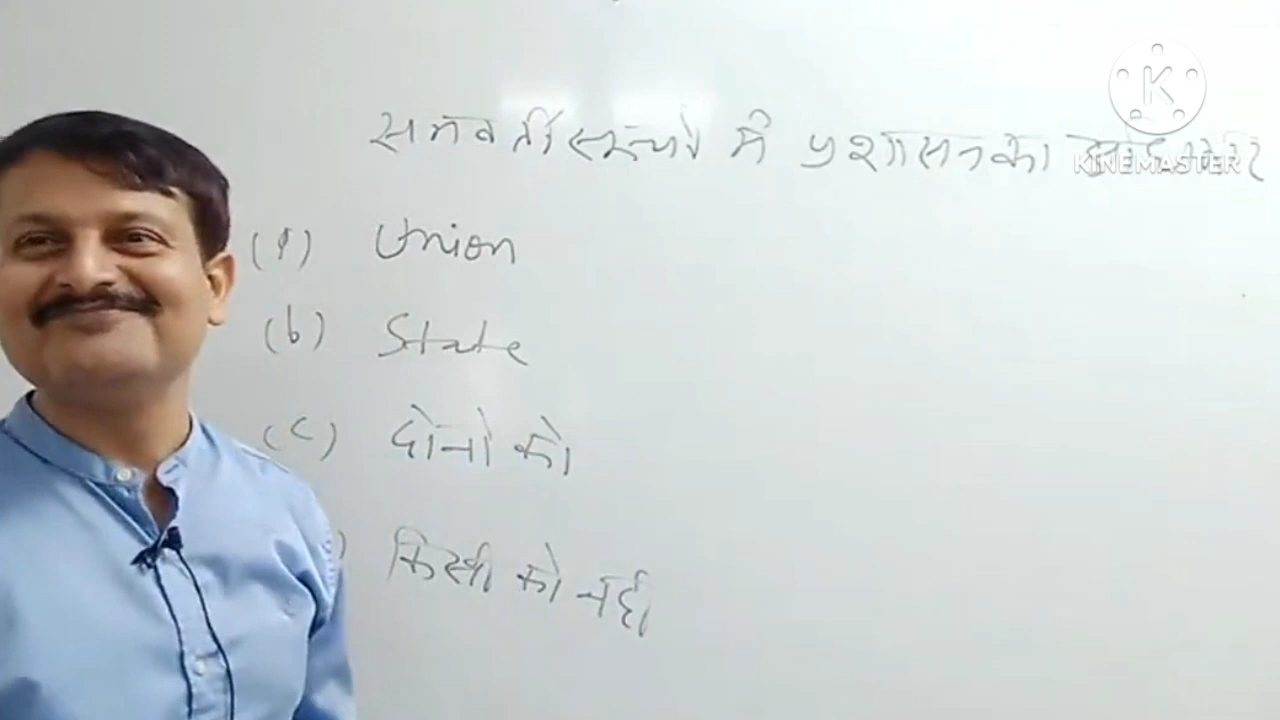 समवर्ती सूची में प्रशासन का
KINEMASTER
(a) Union
(b) State
(c) दोनो को
) किसी को नहीं